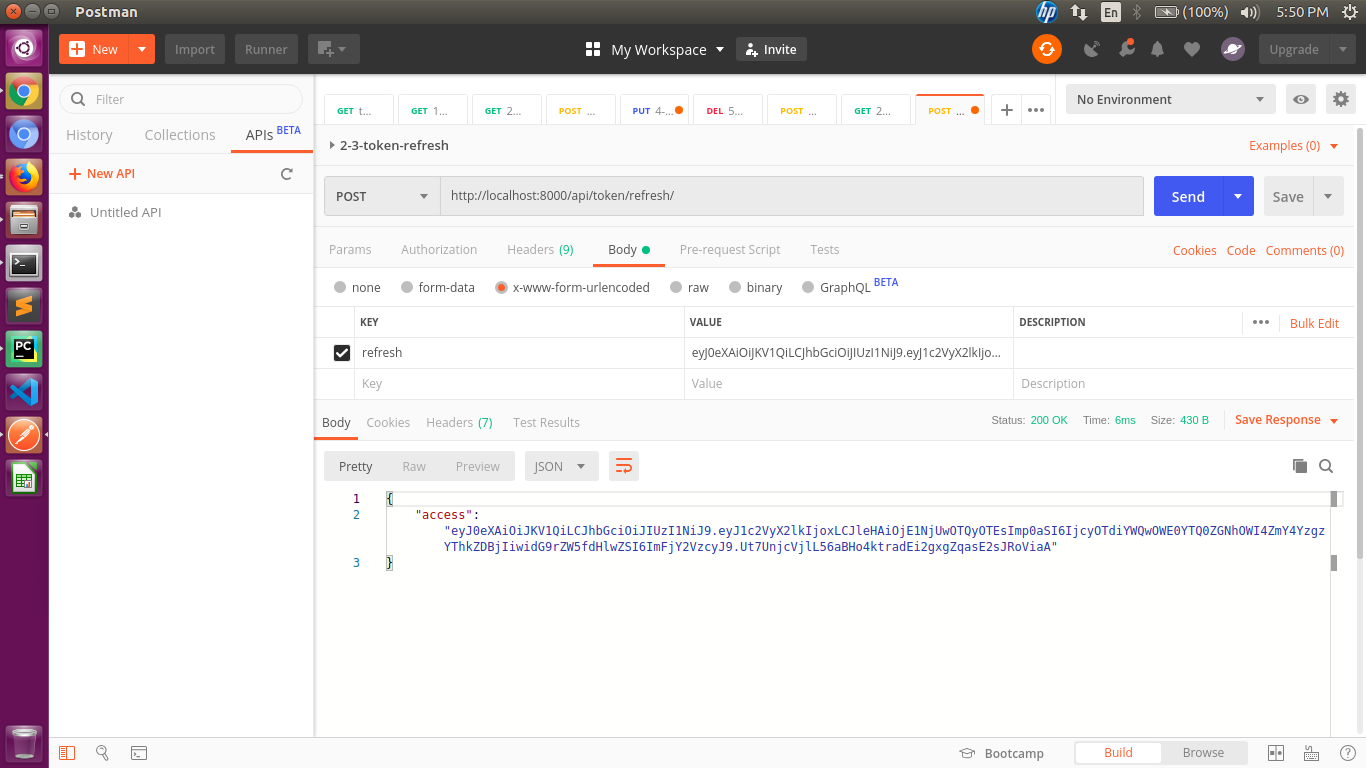 Postman
hp En (100%) 5:50 PM
New Import Runner My Workspace Invite Upgrade
Filter
History Collections APIs BETA
New API
Untitled API
GET t... GET 1... GET 2... POST ... PUT 4-... DEL 5... POST ... GET 2... POST ... No Environment
2-3-token-refresh Examples (0)
POST http://localhost:8000/api/token/refresh/ Send Save
Params Authorization Headers (9) Body Pre-request Script Tests Cookies Code Comments (0)
none form-data x-www-form-urlencoded raw binary GraphQL BETA
KEY VALUE DESCRIPTION Bulk Edit
refresh eyJ0eXAiOiJKV1QiLCJhbGciOiJIUzI1NiJ9.eyJ1c2VyX2lkIjo...
Key Value Description
Body Cookies Headers (7) Test Results Status: 200 OK Time: 6ms Size: 430 B Save Response
Pretty Raw Preview JSON
1 {
2 "access":
"eyJ0eXAiOiJKV1QiLCJhbGciOiJIUzI1NiJ9.eyJ1c2VyX2lkIjoxLCJleHAiOjE1NjUwOTQyOTEsImp0aSI6IjcyOTdiYWQwOWE0YTQ0ZGNhOWI4ZmY4Yzgz
YThkZDBjIiwidG9rZW5fdHlwZSI6ImFjY2VzcyJ9.Ut7UnjcVjlL56aBHo4ktradEi2gxgZqasE2sJRoViaA"
3 }
Bootcamp Build Browse